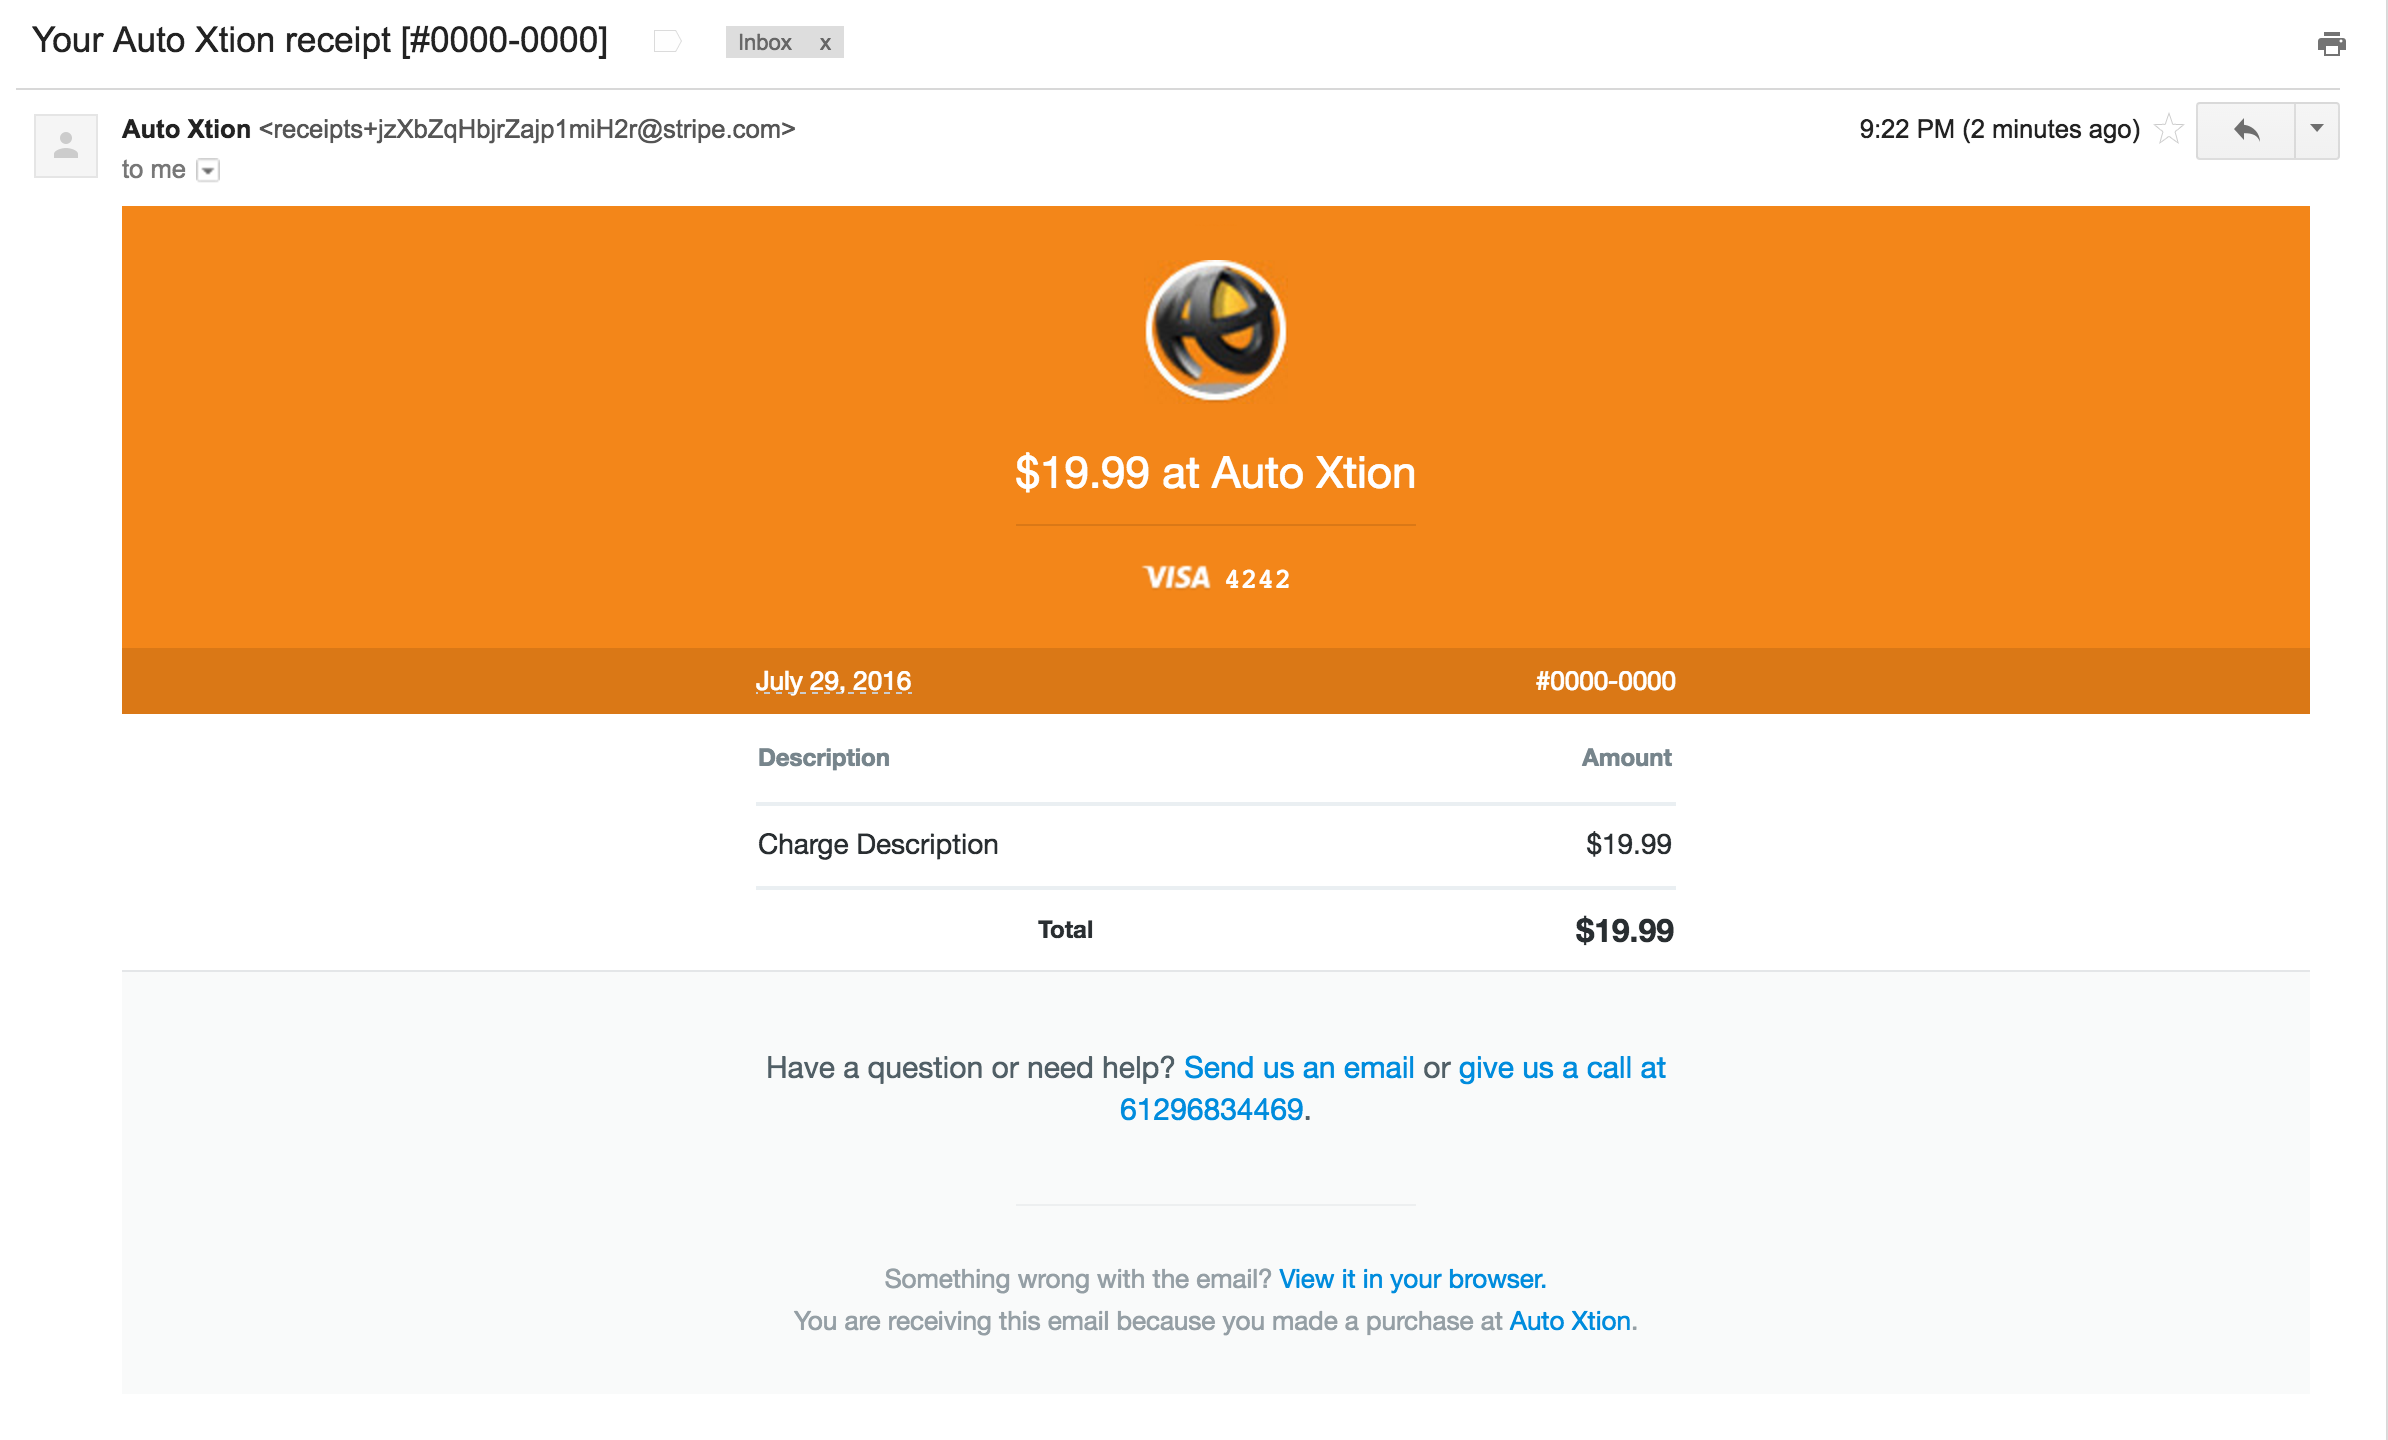 Your Auto Xtion receipt [#0000-0000]
Inbox x
Auto Xtion <receipts+jzXbZqHbjrZajp1miH2r@stripe.com>
9:22 PM (2 minutes ago)
to me
$19.99 at Auto Xtion
VISA 4242
July 29, 2016 #0000-0000
Description Amount
Charge Description $19.99
Total $19.99
Have a question or need help? Send us an email or give us a call at
61296834469.
Something wrong with the email? View it in your browser.
You are receiving this email because you made a purchase at Auto Xtion.